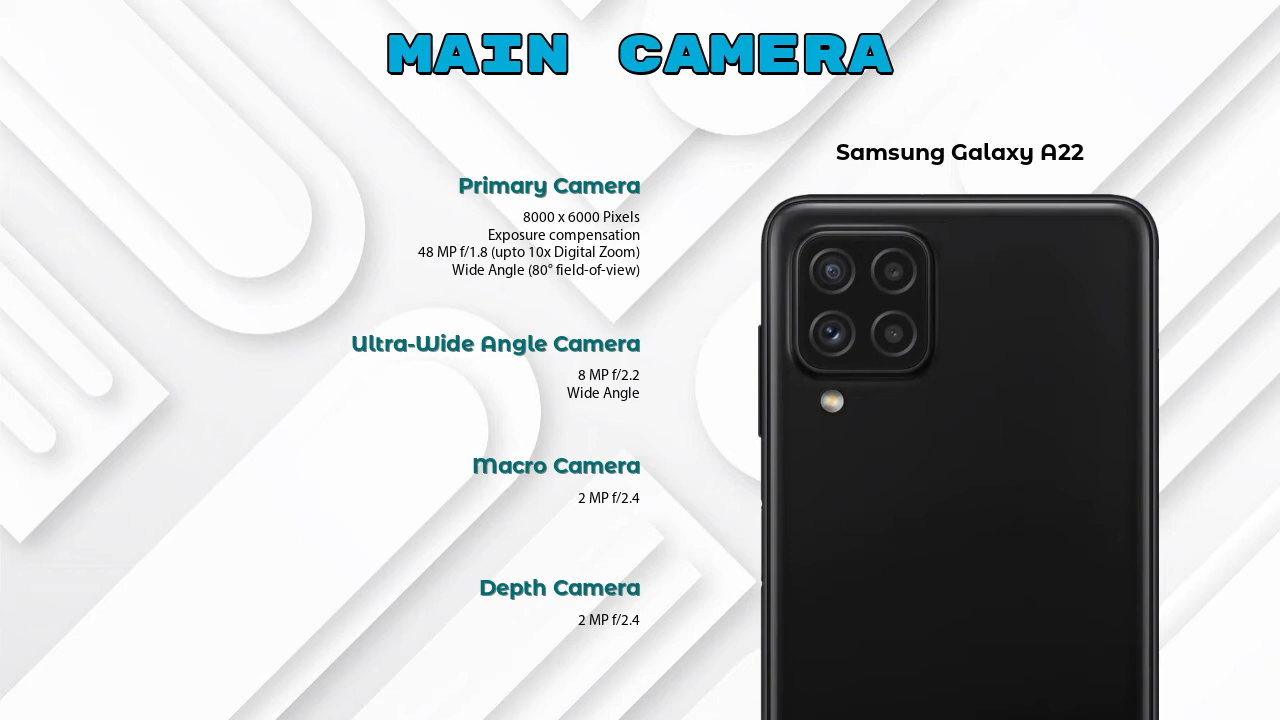 MAIN CAMERA
Samsung Galaxy A22
Primary Camera
8000 x 6000 Pixels
Exposure compensation
48 MP f/1.8 (upto 10x Digital Zoom)
Wide Angle (80° field-of-view)
Ultra-Wide Angle Camera
8 MP f/2.2
Wide Angle
Macro Camera
2 MP f/2.4
Depth Camera
2 MP f/2.4